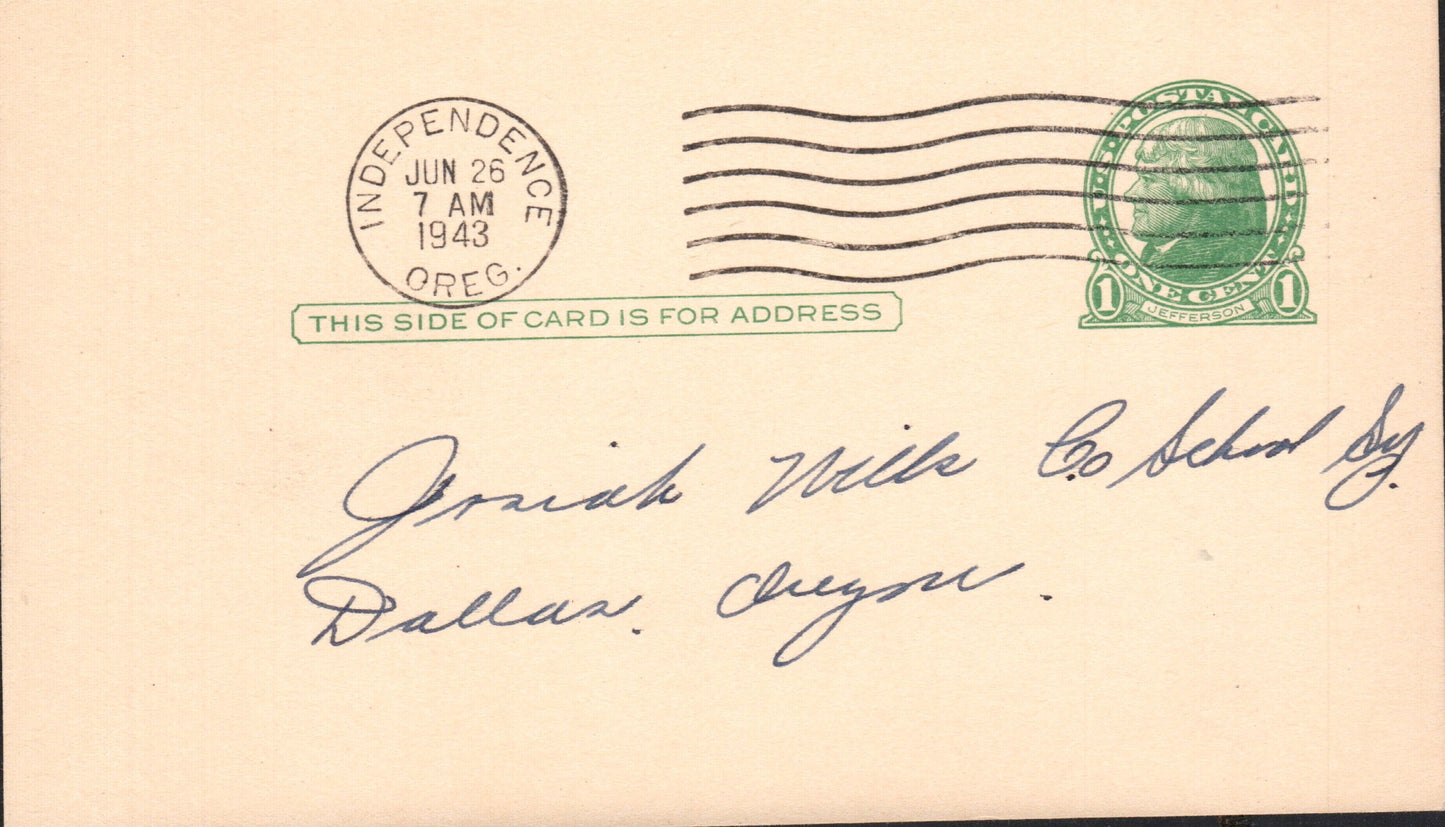 INDEPENDENCE
JUN 26
7 AM
1943
OREG.
U.S. POSTAL CARD
ONE CENT
1 JEFFERSON 1
THIS SIDE OF CARD IS FOR ADDRESS
Josiah Wills Co School Sy.
Dallas. Oregon.